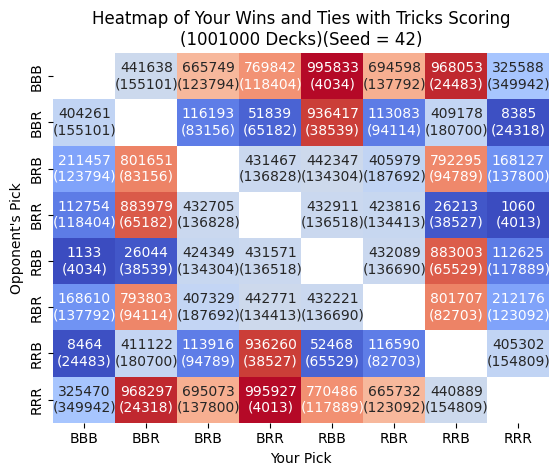 Heatmap of Your Wins and Ties with Tricks Scoring
(1001000 Decks)(Seed = 42)
BBB 441638 665749 769842 995833 694598 968053 325588
(155101) (123794) (118404) (4034) (137792) (24483) (349942)
BBR 404261 116193 51839 936417 113083 409178 8385
(155101) (83156) (65182) (38539) (94114) (180700) (24318)
BRB 211457 801651 431467 442347 405979 792295 168127
(123794) (83156) (136828) (134304) (187692) (94789) (137800)
BRR 112754 883979 432705 432911 423816 26213 1060
(118404) (65182) (136828) (136518) (134413) (38527) (4013)
RBB 1133 26044 424349 431571 432089 883003 112625
(4034) (38539) (134304) (136518) (136690) (65529) (117889)
RBR 168610 793803 407329 442771 432221 801707 212176
(137792) (94114) (187692) (134413) (136690) (82703) (123092)
RRB 8464 411122 113916 936260 52468 116590 405302
(24483) (180700) (94789) (38527) (65529) (82703) (154809)
RRR 325470 968297 695073 995927 770486 665732 440889
(349942) (24318) (137800) (4013) (117889) (123092) (154809)
BBB BBR BRB BRR RBB RBR RRB RRR
Opponent's Pick
Your Pick